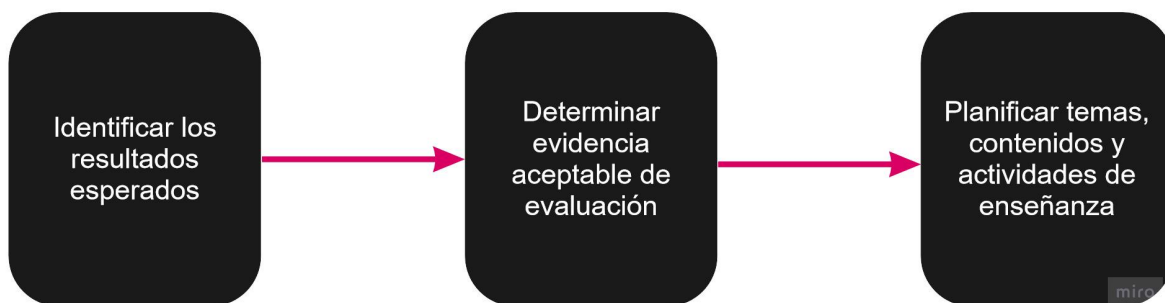 Identificar los
resultados
esperados
Determinar
evidencia
aceptable de
evaluación
Planificar temas,
contenidos y
actividades de
enseñanza
miro